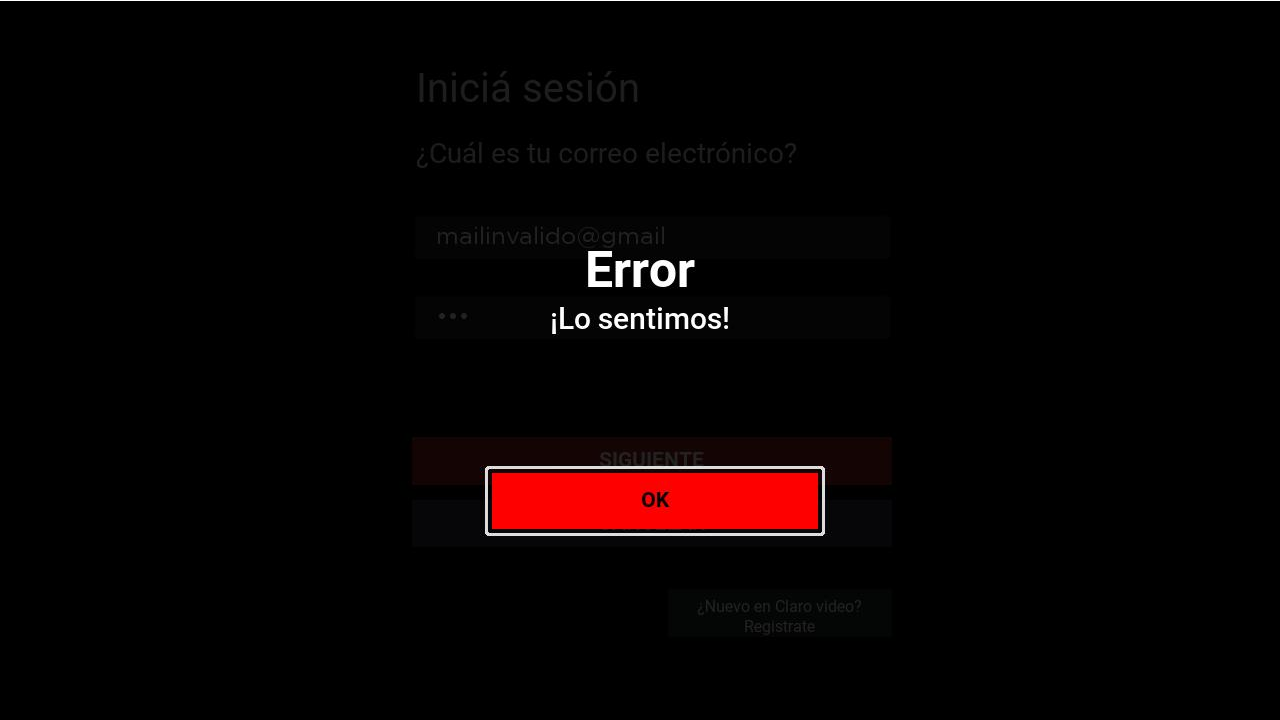 Iniciá sesión
¿Cuál es tu correo electrónico?
mailinvalido@gmail
Error
¡Lo sentimos!
SIGUIENTE
OK
¿Nuevo en Claro video?
Registrate